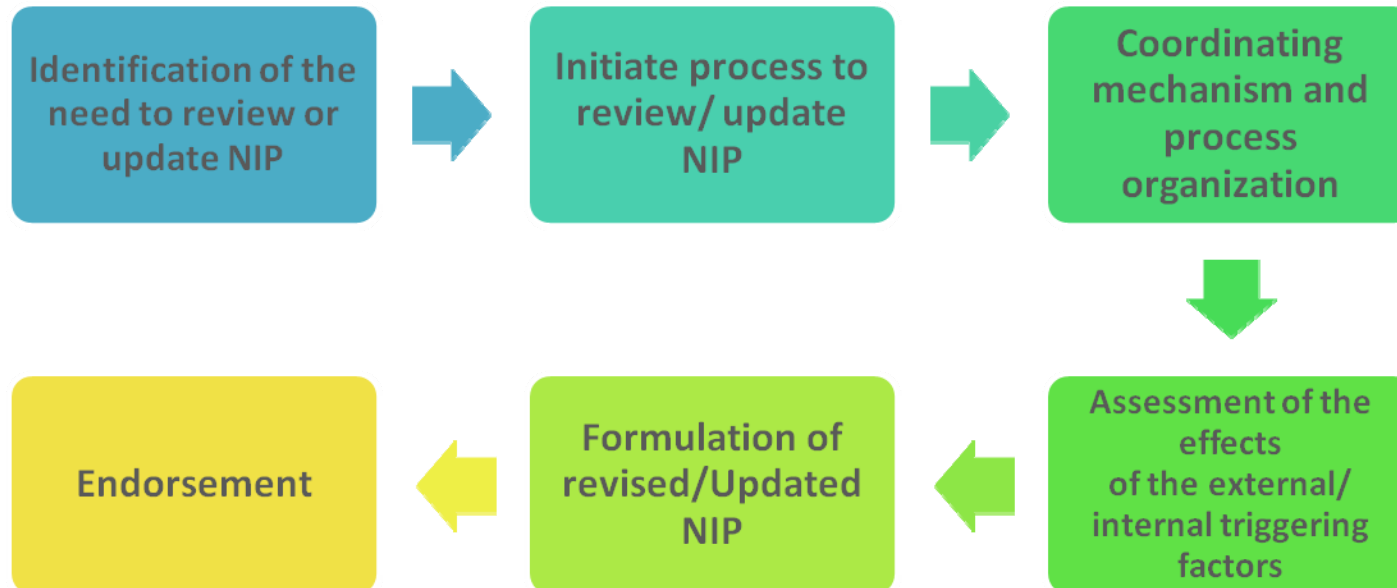 Identification of the
need to review or
update NIP
Initiate process to
review/ update
NIP
Coordinating
mechanism and
process
organization
Assessment of the
effects
of the external/
internal triggering
factors
Formulation of
revised/Updated
NIP
Endorsement